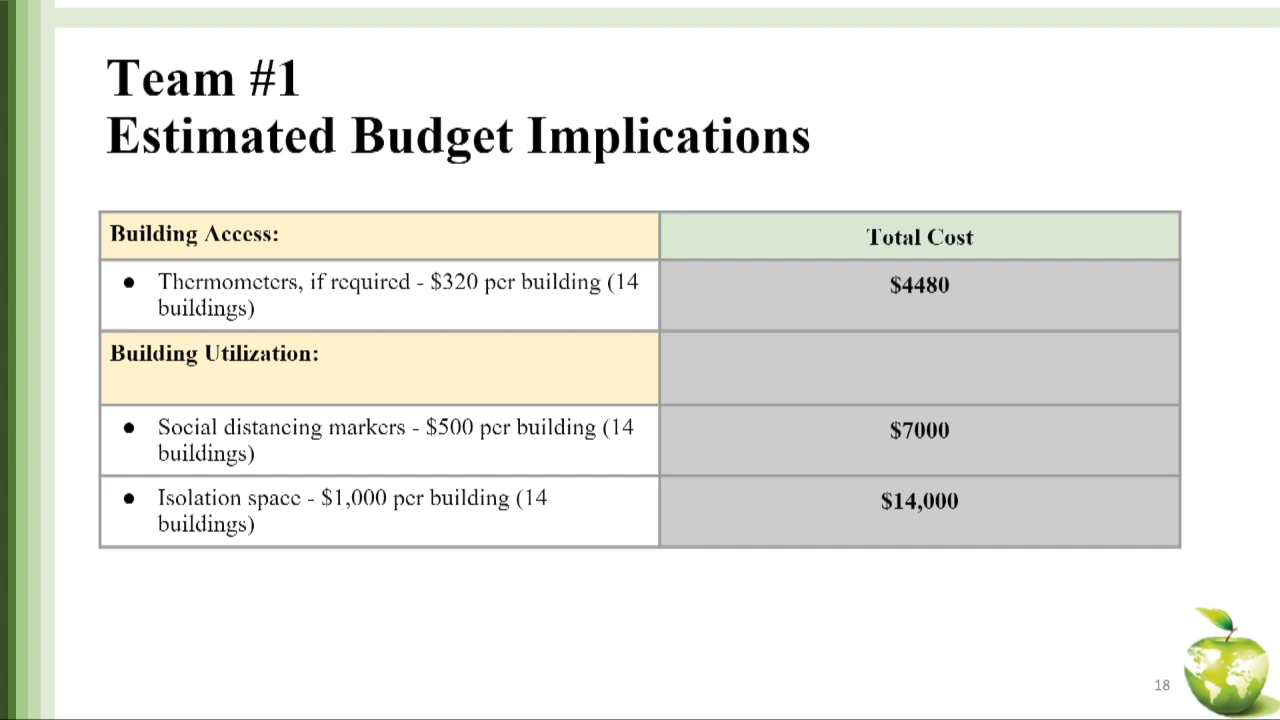 Team #1
Estimated Budget Implications
Building Access:
Total Cost
● Thermometers, if required - $320 per building (14
buildings)
$4480
Building Utilization:
● Social distancing markers - $500 per building (14
buildings)
$7000
● Isolation space - $1,000 per building (14
buildings)
$14,000
18